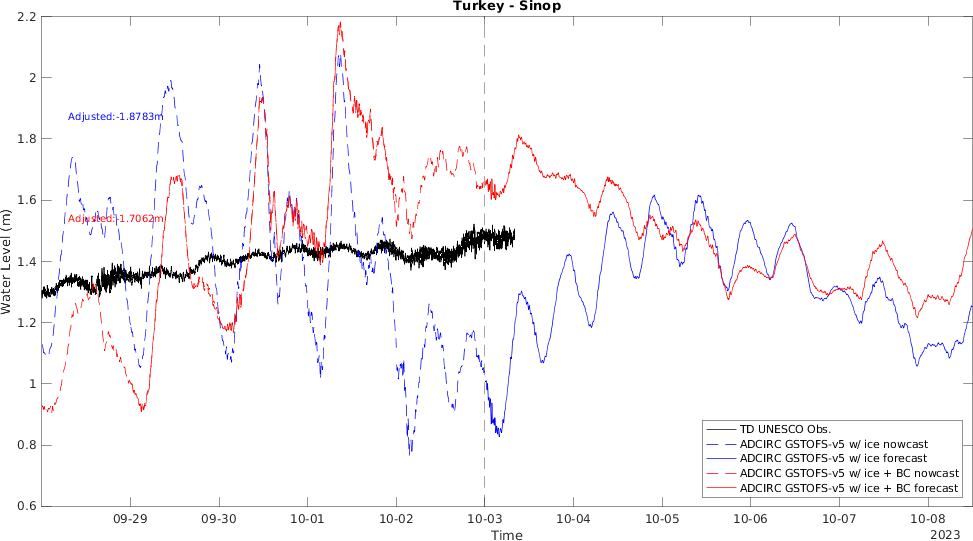 Turkey - Sinop
2.2
2
1.8
1.6
1.4
1.2
1
0.8
0.6
Water Level (m)
Adjusted:-1.8783m
Adjusted:-1.7062m
TD UNESCO Obs.
ADCIRC GSTOFS-v5 w/ ice nowcast
ADCIRC GSTOFS-v5 w/ ice forecast
ADCIRC GSTOFS-v5 w/ ice + BC nowcast
ADCIRC GSTOFS-v5 w/ ice + BC forecast
09-29 09-30 10-01 10-02 10-03 10-04 10-05 10-06 10-07 10-08
2023
Time